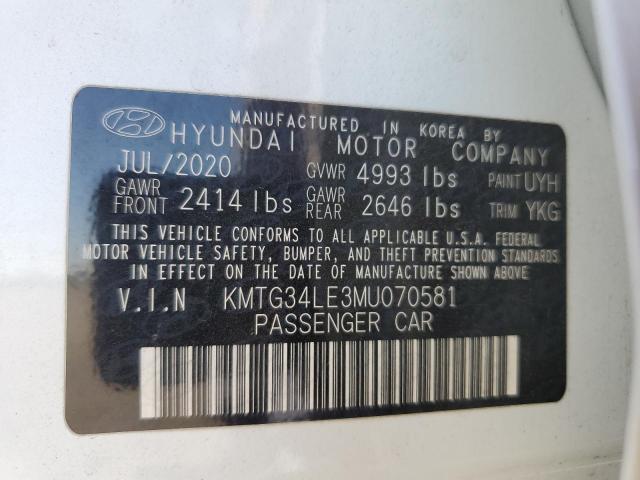 MANUFACTURED IN KOREA BY
HYUNDAI MOTOR COMPANY
JUL/2020 GVWR 4993 lbs PAINT UYH
GAWR FRONT 2414 lbs GAWR REAR 2646 lbs TRIM YKG
THIS VEHICLE CONFORMS TO ALL APPLICABLE U.S.A. FEDERAL
MOTOR VEHICLE SAFETY, BUMPER, AND THEFT PREVENTION STANDARDS
IN EFFECT ON THE DATE OF MANUFACTURE SHOWN ABOVE.
V.I.N KMTG34LE3MU070581
PASSENGER CAR